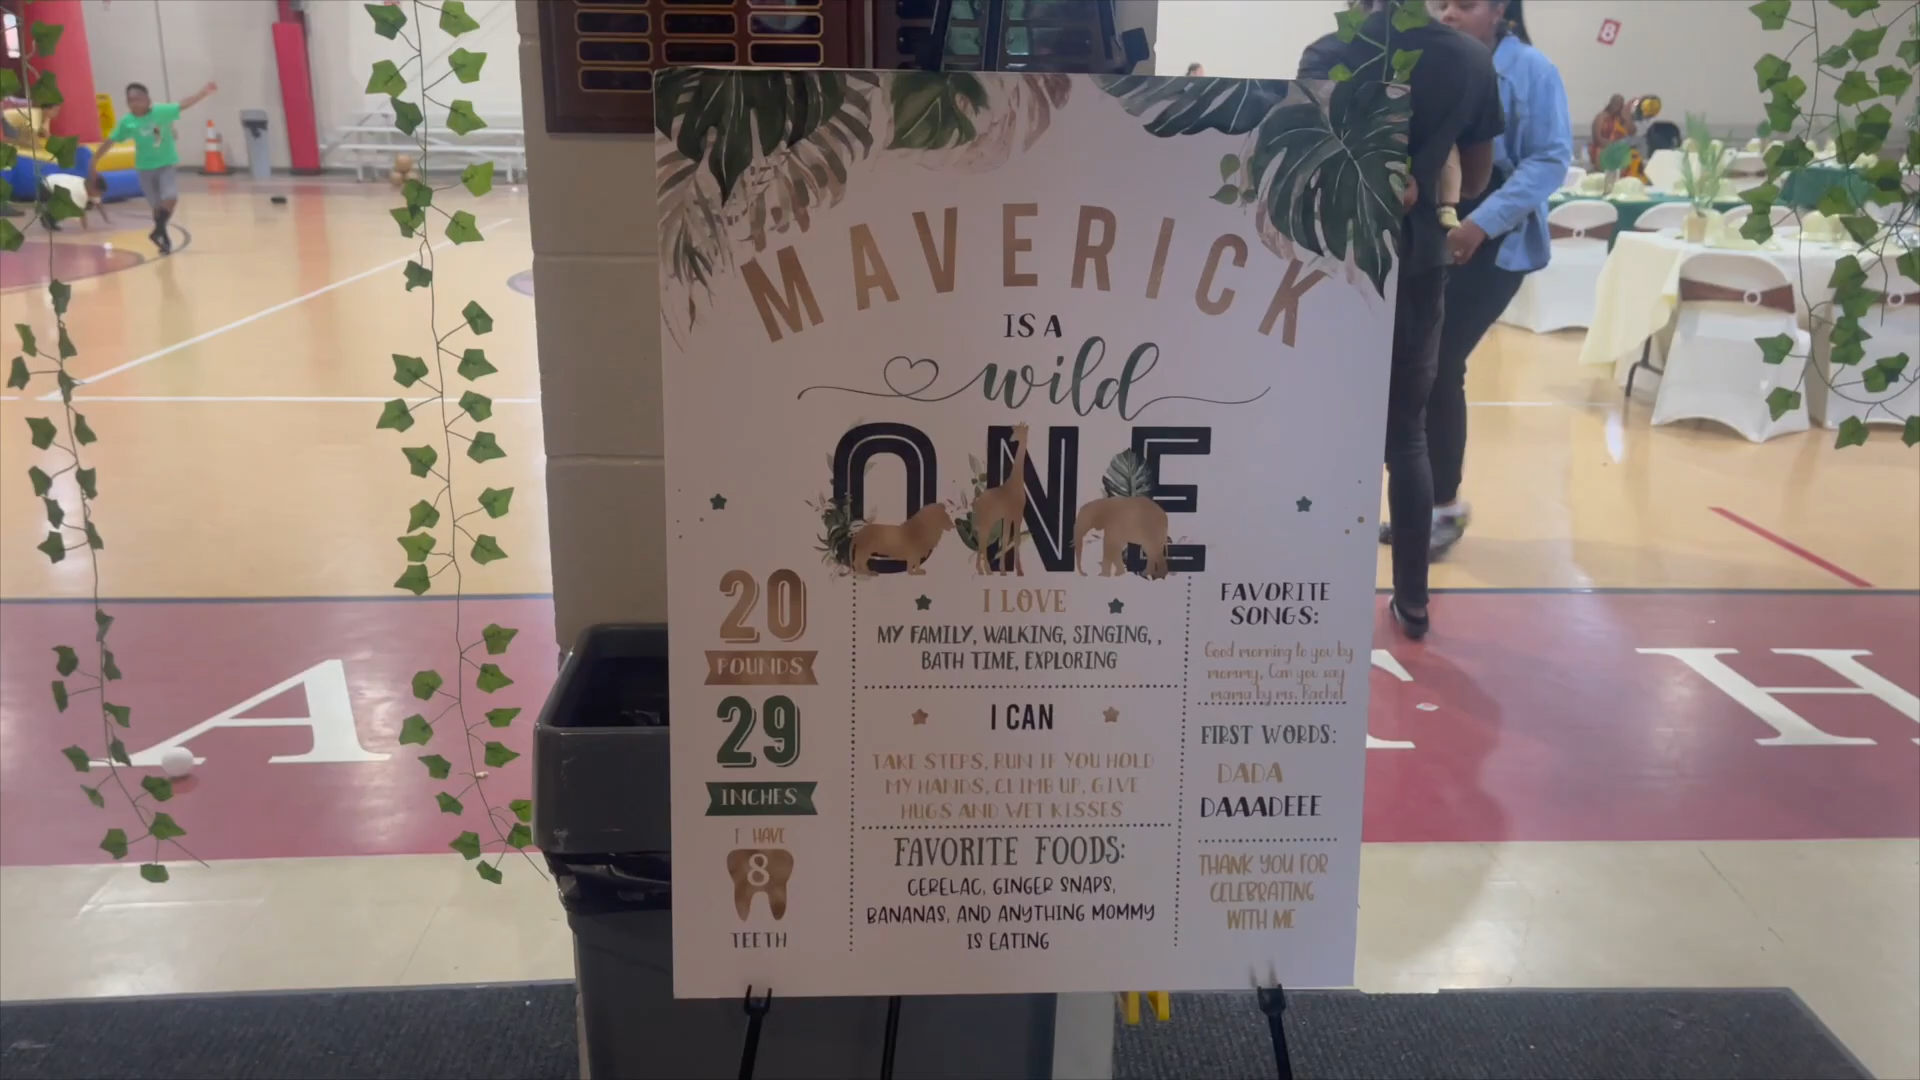 8
MAVERICK
IS A
wild
ONE
20
POUNDS
29
INCHES
I HAVE
8
TEETH
I LOVE
MY FAMILY, WALKING, SINGING, ,
BATH TIME, EXPLORING
I CAN
TAKE STEPS, RUN IF YOU HOLD
MY HANDS, CLIMB UP, GIVE
HUGS AND WET KISSES
FAVORITE FOODS:
CERELAC, GINGER SNAPS,
BANANAS, AND ANYTHING MOMMY
IS EATING
FAVORITE
SONGS:
Good morning to you by
mommy, Can you say
mama by ms. Rachel
FIRST WORDS:
DADA
DAAADEEE
THANK YOU FOR
CELEBRATING
WITH ME
A
H